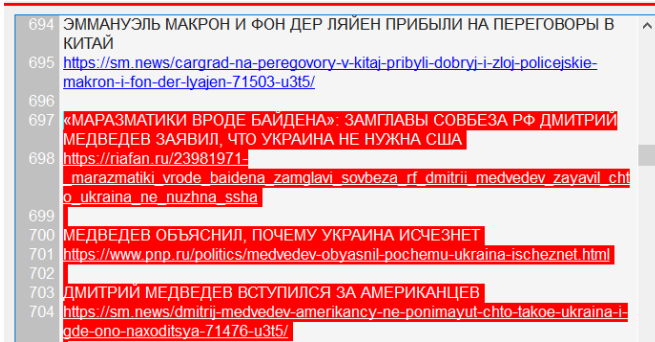 694 ЭММАНУЭЛЬ МАКРОН И ФОН ДЕР ЛЯЙЕН ПРИБЫЛИ НА ПЕРЕГОВОРЫ В
КИТАЙ
695 https://sm.news/cargrad-na-peregovory-v-kitaj-pribyli-dobryj-i-zloj-policejskie-
makron-i-fon-der-lyajen-71503-u3t5/
696
697 «МАРАЗМАТИКИ ВРОДЕ БАЙДЕНА»: ЗАМГЛАВЫ СОВБЕЗА РФ ДМИТРИЙ
МЕДВЕДЕВ ЗАЯВИЛ, ЧТО УКРАИНА НЕ НУЖНА США
698 https://riafan.ru/23981971-
_marazmatiki_vrode_baidena_zamglavi_sovbeza_rf_dmitrii_medvedev_zayavil_cht
o_ukraina_ne_nuzhna_ssha
699
700 МЕДВЕДЕВ ОБЪЯСНИЛ, ПОЧЕМУ УКРАИНА ИСЧЕЗНЕТ
701 https://www.pnp.ru/politics/medvedev-obyasnil-pochemu-ukraina-ischeznet.html
702
703 ДМИТРИЙ МЕДВЕДЕВ ВСТУПИЛСЯ ЗА АМЕРИКАНЦЕВ
704 https://sm.news/dmitrij-medvedev-amerikancy-ne-ponimayut-chto-takoe-ukraina-i-
gde-ono-naxoditsya-71476-u3t5/